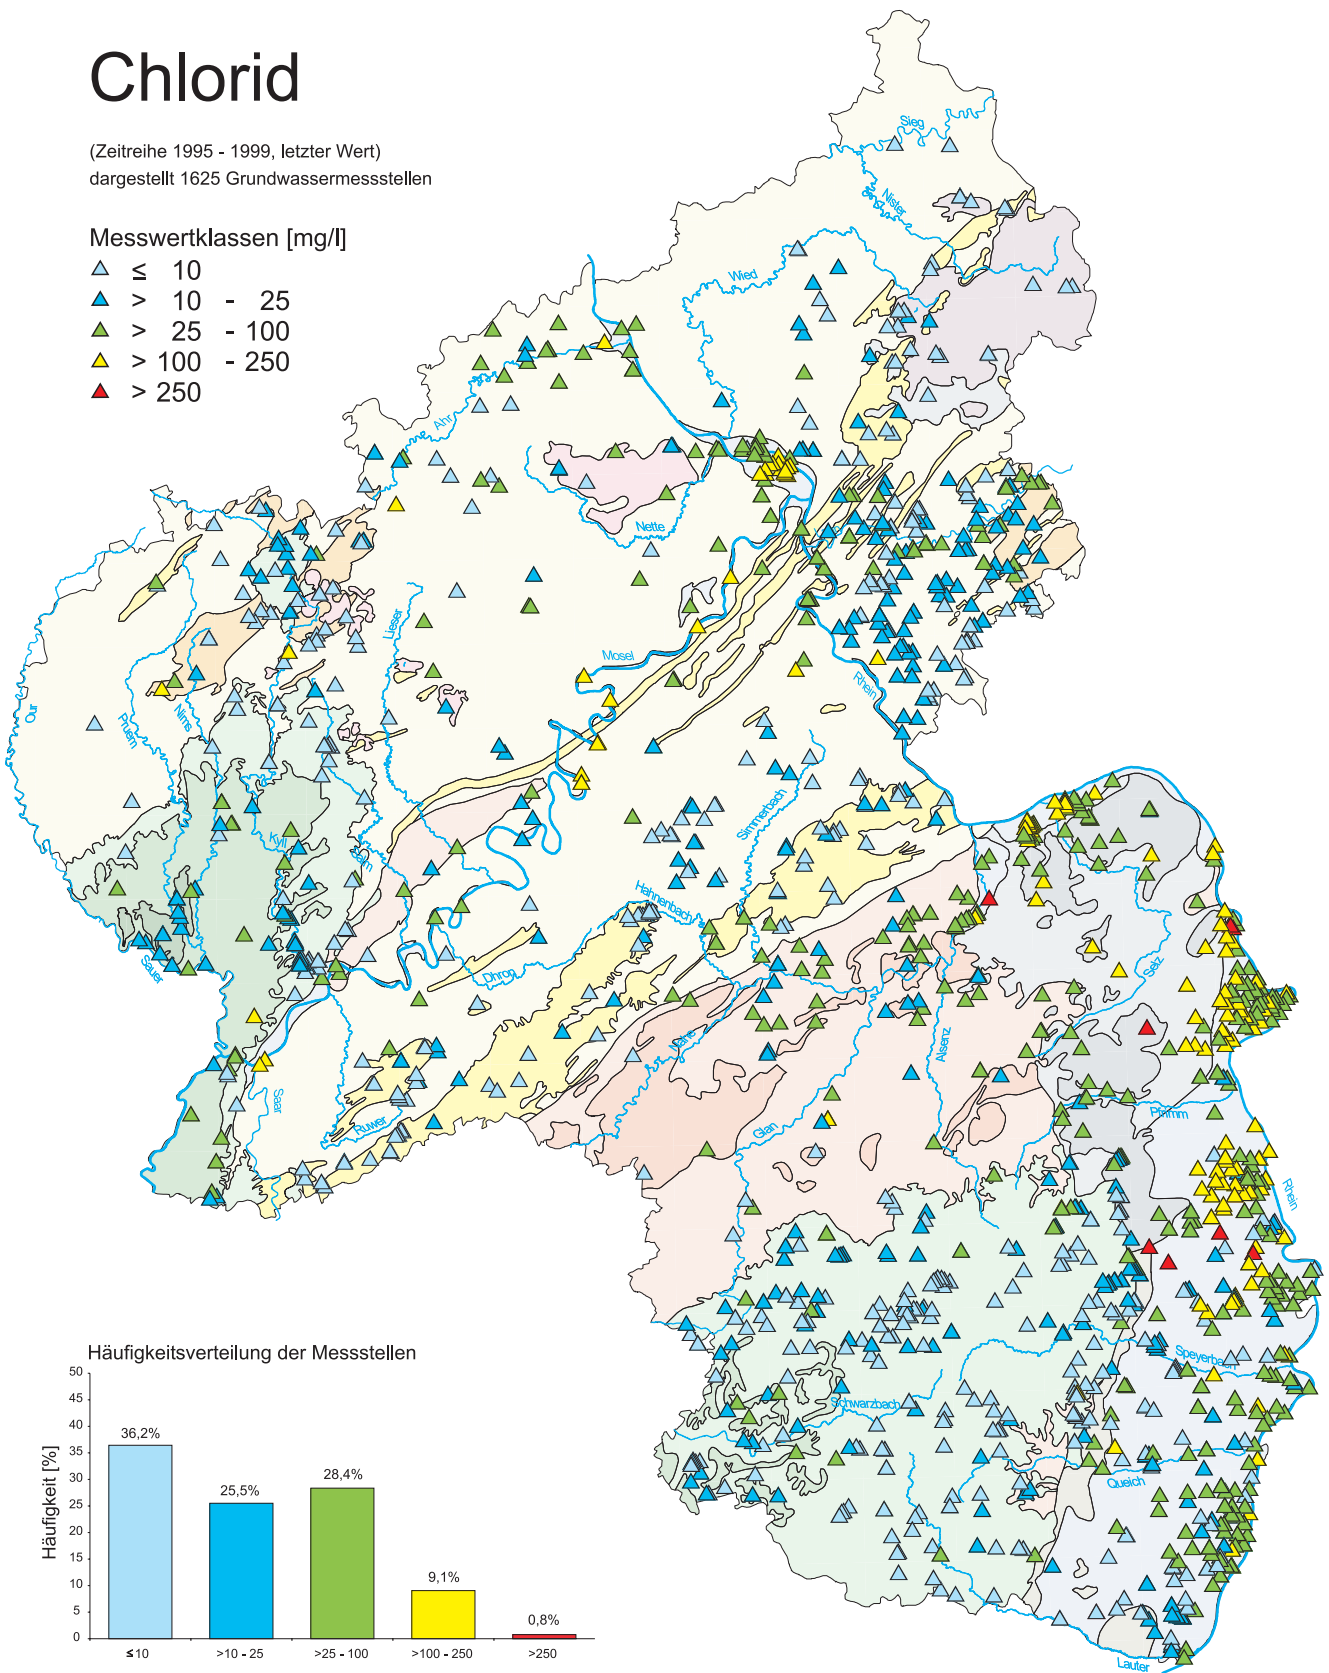 Chlorid
(Zeitreihe 1995 - 1999, letzter Wert)
dargestellt 1625 Grundwassermessstellen
Messwertklassen [mg/l]
≤ 10
> 10 - 25
> 25 - 100
> 100 - 250
> 250
Sieg
Nister
Wied
Ahr
Nette
Lieser
Mosel
Rhein
Our
Pruem
Nims
Kyll
Salm
Simmerbach
Hahnenbach
Dhron
Sauer
Selz
Nahe
Alsenz
Saar
Ruwer
Glan
Pfrimm
Rhein
Speyerbach
Schwarzbach
Queich
Lauter
Häufigkeitsverteilung der Messstellen
Häufigkeit [%]
50
45
40
35
30
25
20
15
10
5
0
36,2%
25,5%
28,4%
9,1%
0,8%
≤10
>10 - 25
>25 - 100
>100 - 250
>250